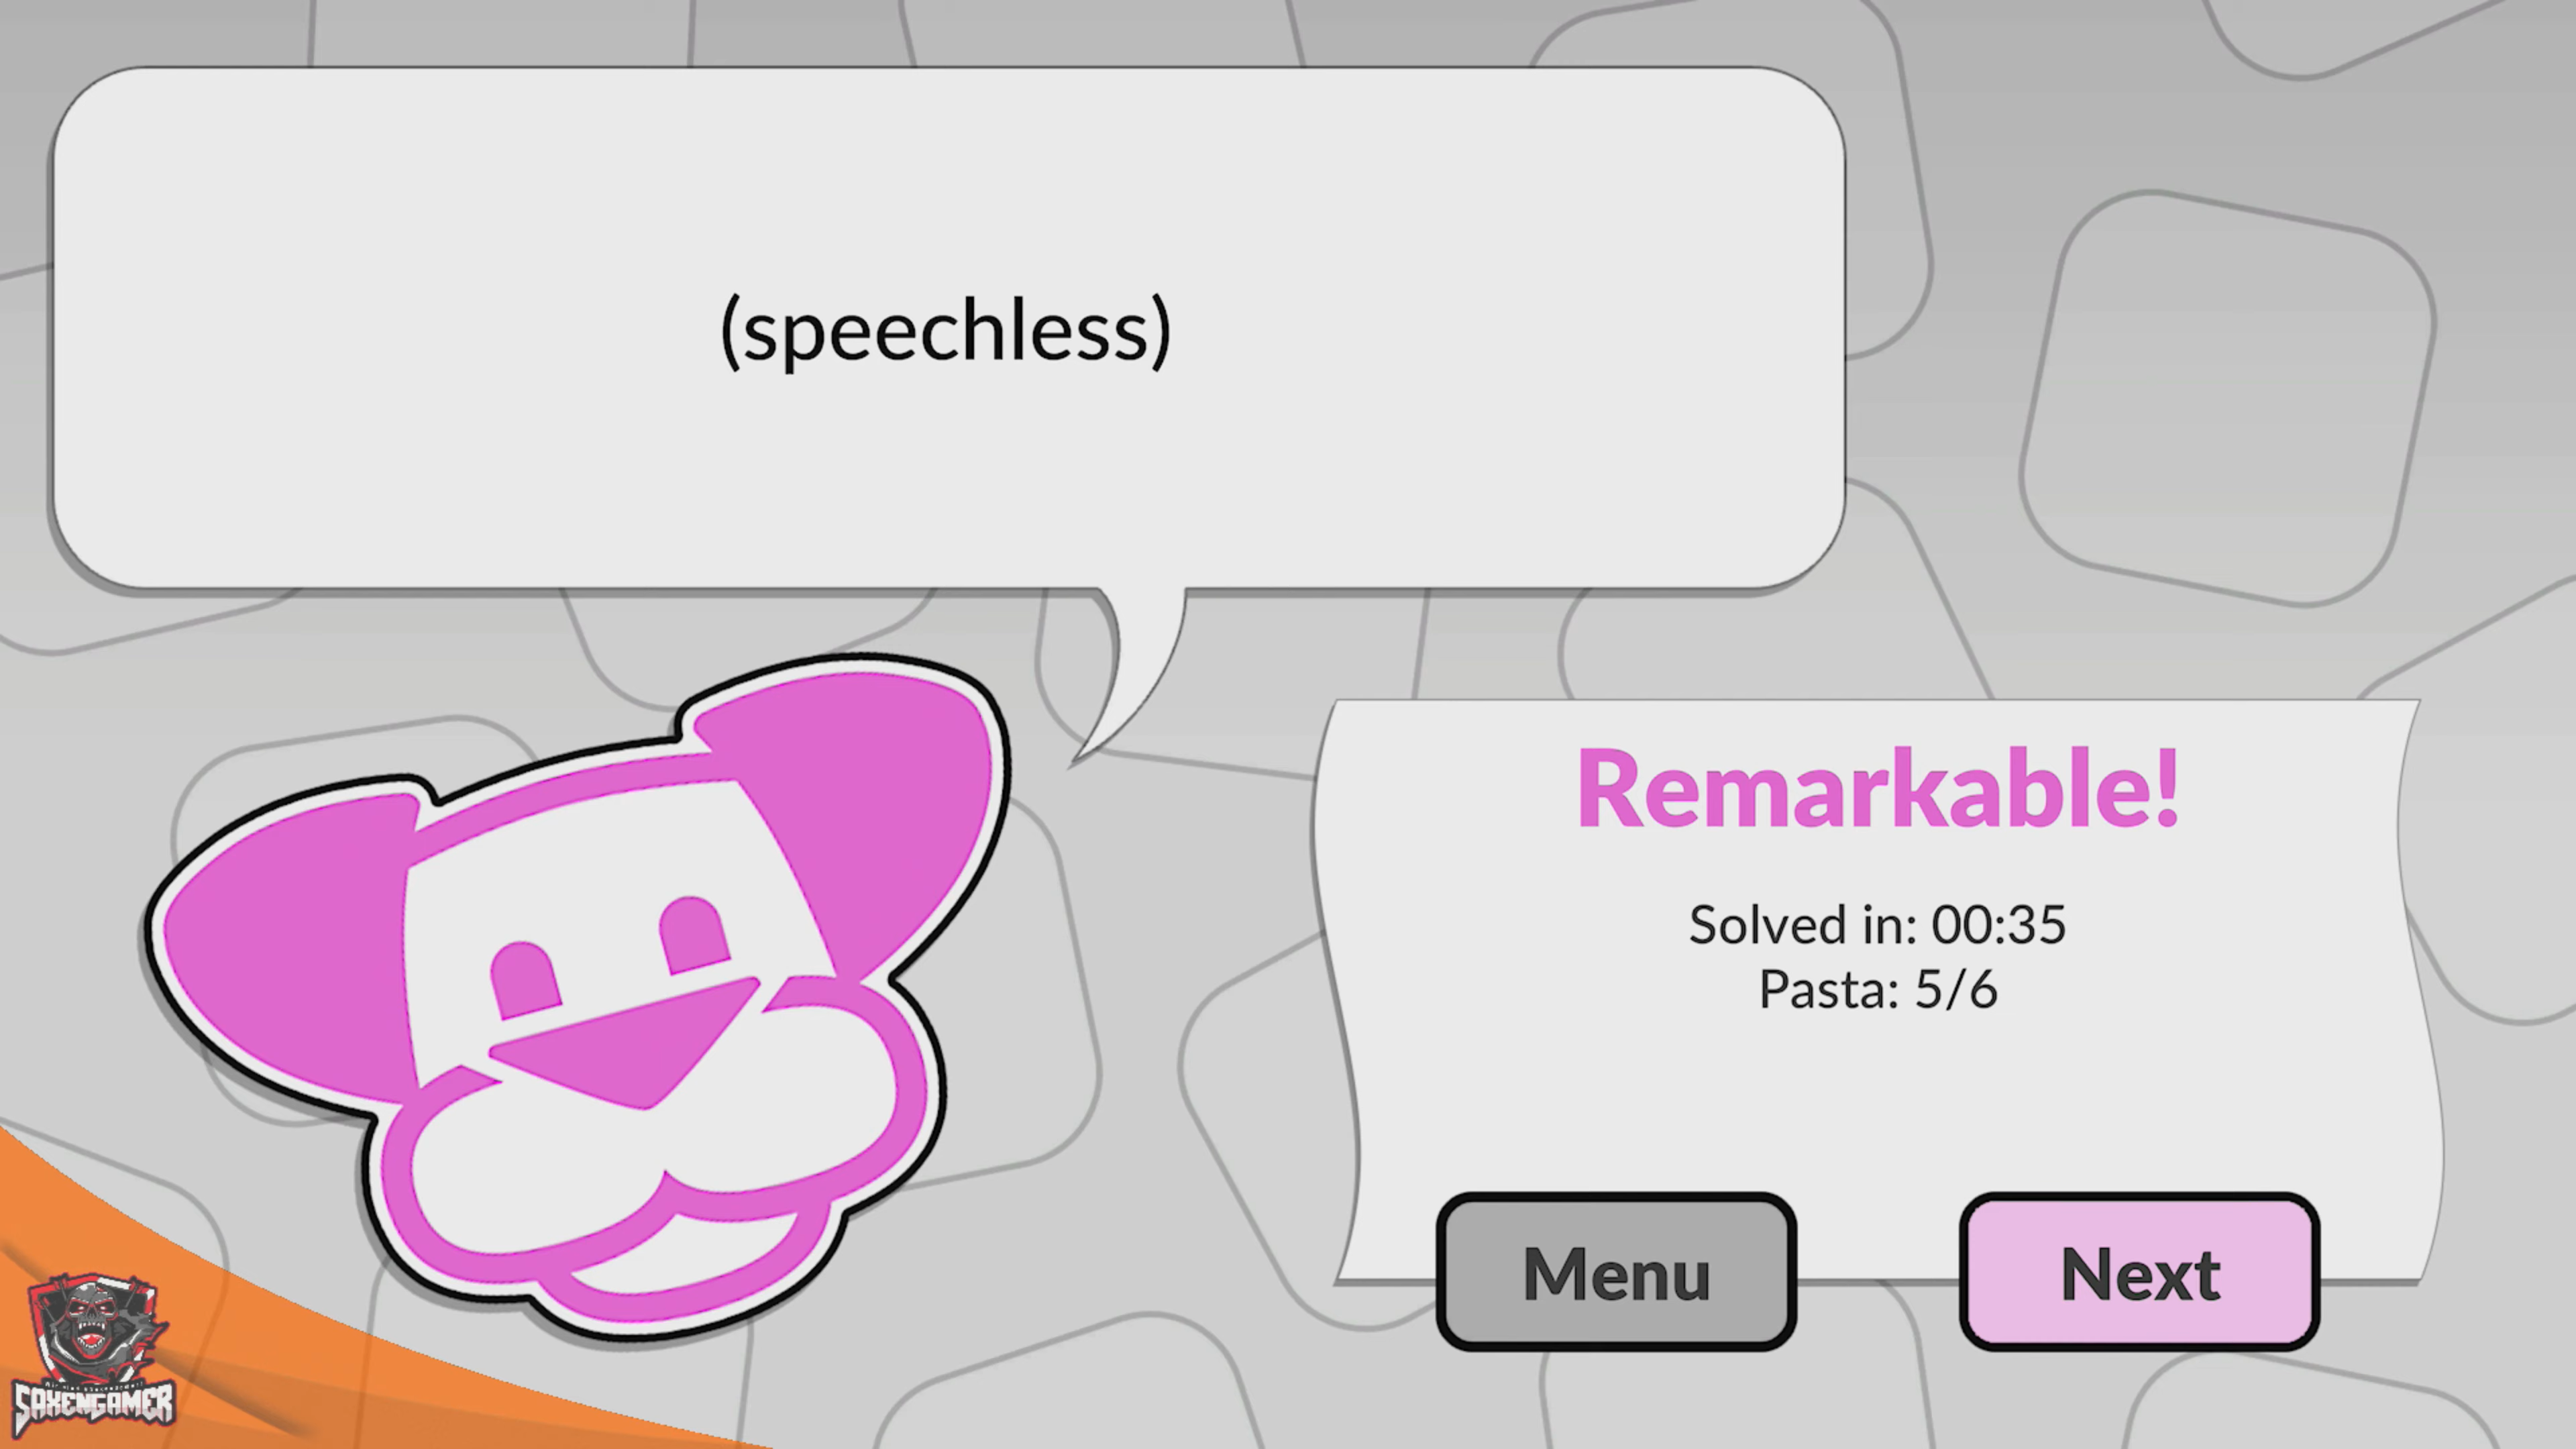 (speechless)
Remarkable!
Solved in: 00:35
Pasta: 5/6
Menu
Next
SAXENGAMER